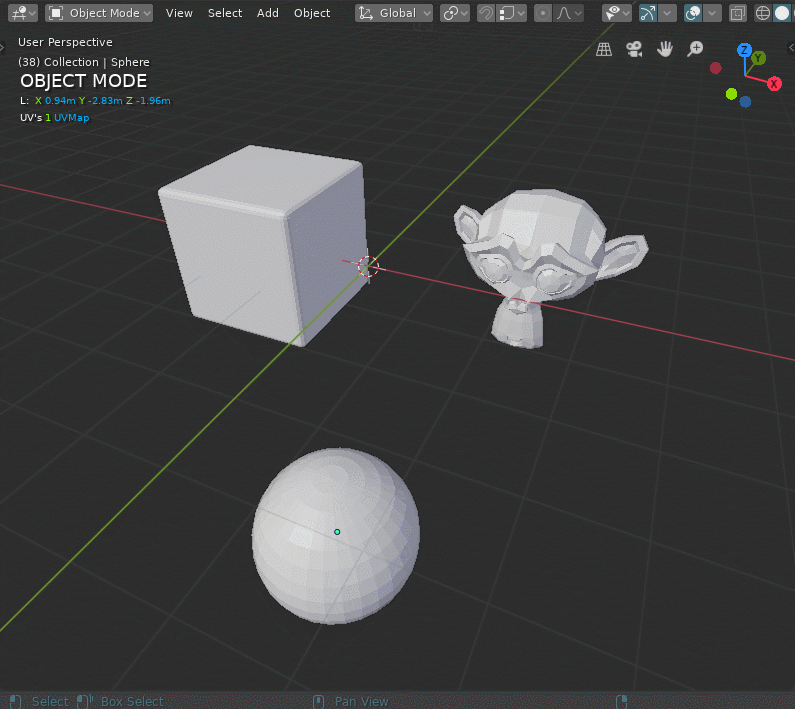 Object Mode View Select Add Object Global
User Perspective
(38) Collection | Sphere
OBJECT MODE
L: X 0.94m Y -2.83m Z -1.96m
UV's 1 UVMap
Z
Y
X
Select Box Select Pan View